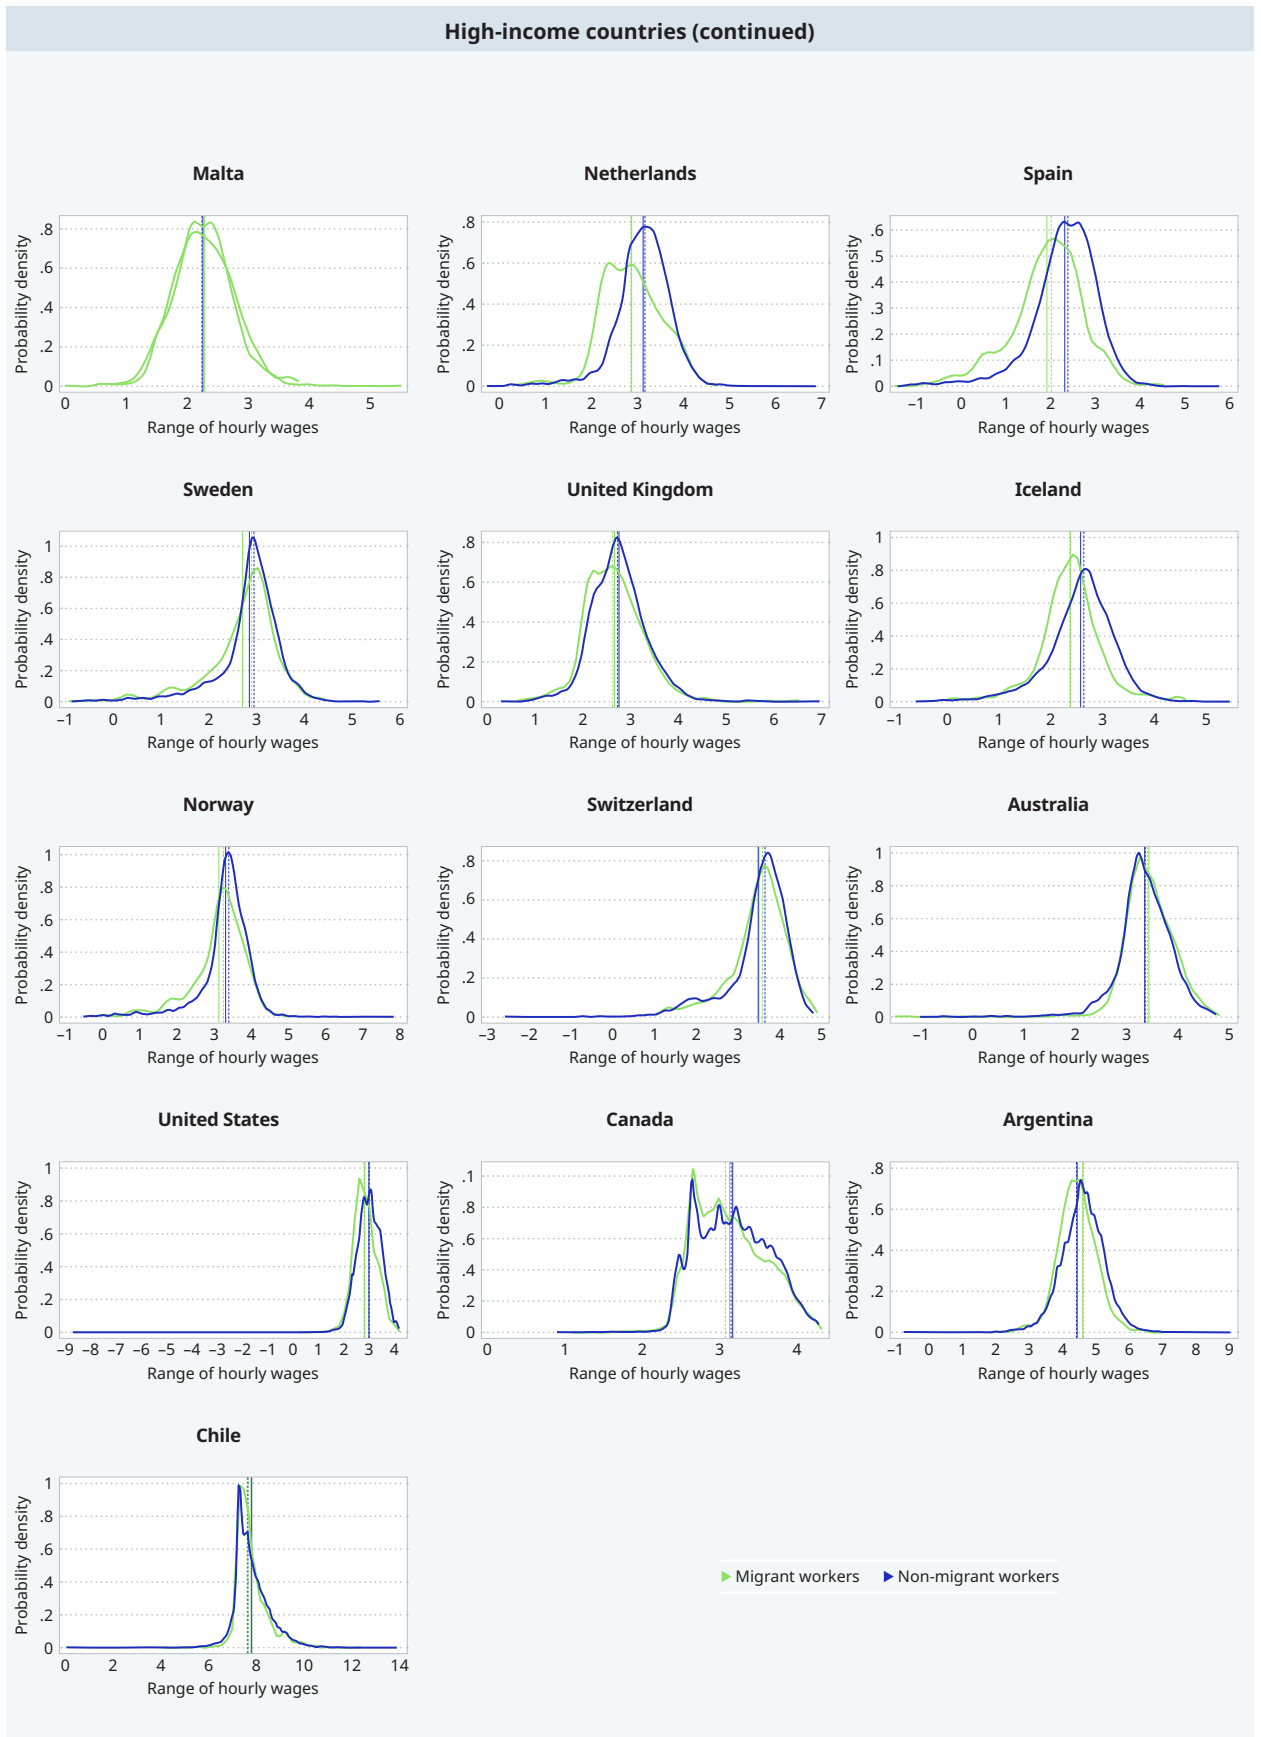 High-income countries (continued)
Malta
Netherlands
Spain
Probability density
.8
.6
.4
.2
0
0 1 2 3 4 5
Range of hourly wages
Probability density
.8
.6
.4
.2
0
0 1 2 3 4 5 6 7
Range of hourly wages
Probability density
.6
.5
.4
.3
.2
.1
0
–1 0 1 2 3 4 5 6
Range of hourly wages
Sweden
United Kingdom
Iceland
Probability density
1
.8
.6
.4
.2
0
–1 0 1 2 3 4 5 6
Range of hourly wages
Probability density
.8
.6
.4
.2
0
0 1 2 3 4 5 6 7
Range of hourly wages
Probability density
1
.8
.6
.4
.2
0
–1 0 1 2 3 4 5
Range of hourly wages
Norway
Switzerland
Australia
Probability density
1
.8
.6
.4
.2
0
–1 0 1 2 3 4 5 6 7 8
Range of hourly wages
Probability density
.8
.6
.4
.2
0
–3 –2 –1 0 1 2 3 4 5
Range of hourly wages
Probability density
1
.8
.6
.4
.2
0
–1 0 1 2 3 4 5
Range of hourly wages
United States
Canada
Argentina
Probability density
1
.8
.6
.4
.2
0
–9 –8 –7 –6 –5 –4 –3 –2 –1 0 1 2 3 4
Range of hourly wages
Probability density
.1
.8
.6
.4
.2
0
0 1 2 3 4
Range of hourly wages
Probability density
.8
.6
.4
.2
0
–1 0 1 2 3 4 5 6 7 8 9
Range of hourly wages
Chile
Probability density
1
.8
.6
.4
.2
0
0 2 4 6 8 10 12 14
Range of hourly wages
Migrant workers
Non-migrant workers